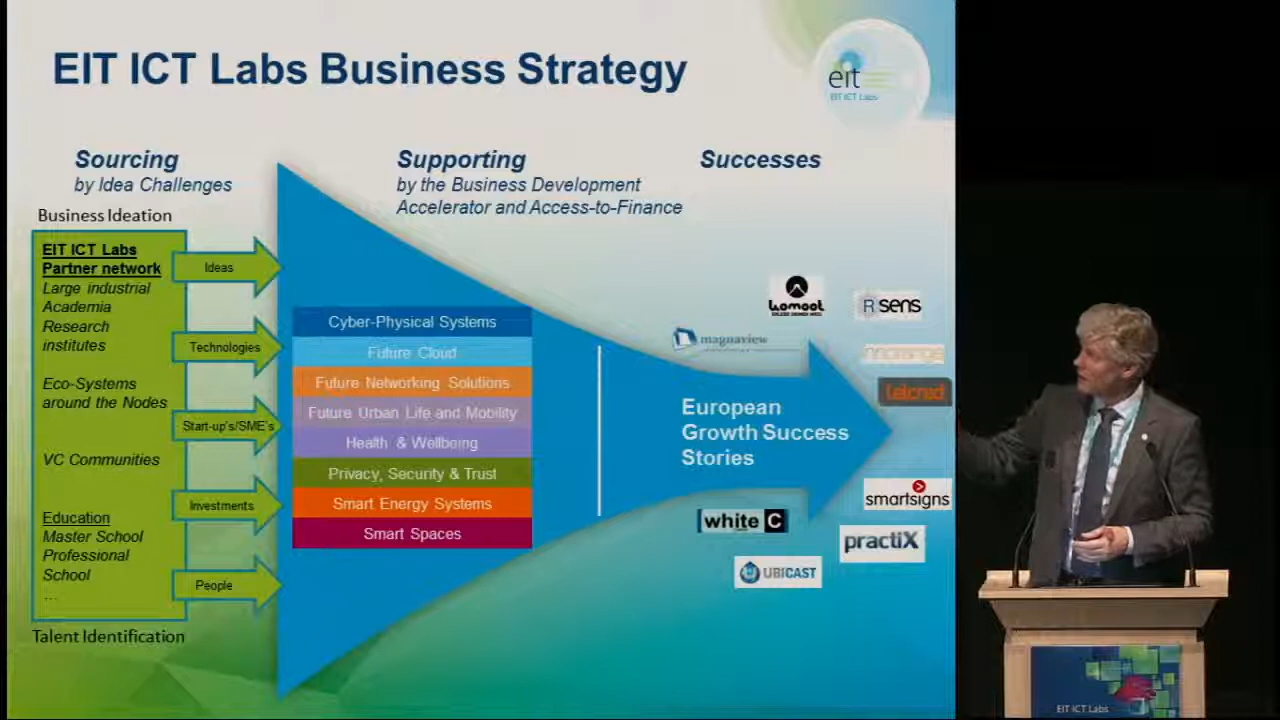 EIT ICT Labs Business Strategy
eit
EIT ICT Labs
Sourcing
by Idea Challenges
Supporting
by the Business Development
Accelerator and Access-to-Finance
Successes
Business Ideation
EIT ICT Labs
Partner network
Large industrial
Academia
Research
institutes
Eco-Systems
around the Nodes
VC Communities
Education
Master School
Professional
School
...
Talent Identification
Ideas
Technologies
Start-up's/SME's
Investments
People
Cyber-Physical Systems
Future Cloud
Future Networking Solutions
Future Urban Life and Mobility
Health & Wellbeing
Privacy, Security & Trust
Smart Energy Systems
Smart Spaces
European
Growth Success
Stories
komoot
R sens
magnaview
telcred
smartsigns
white C
practiX
UBICAST
EIT ICT Labs